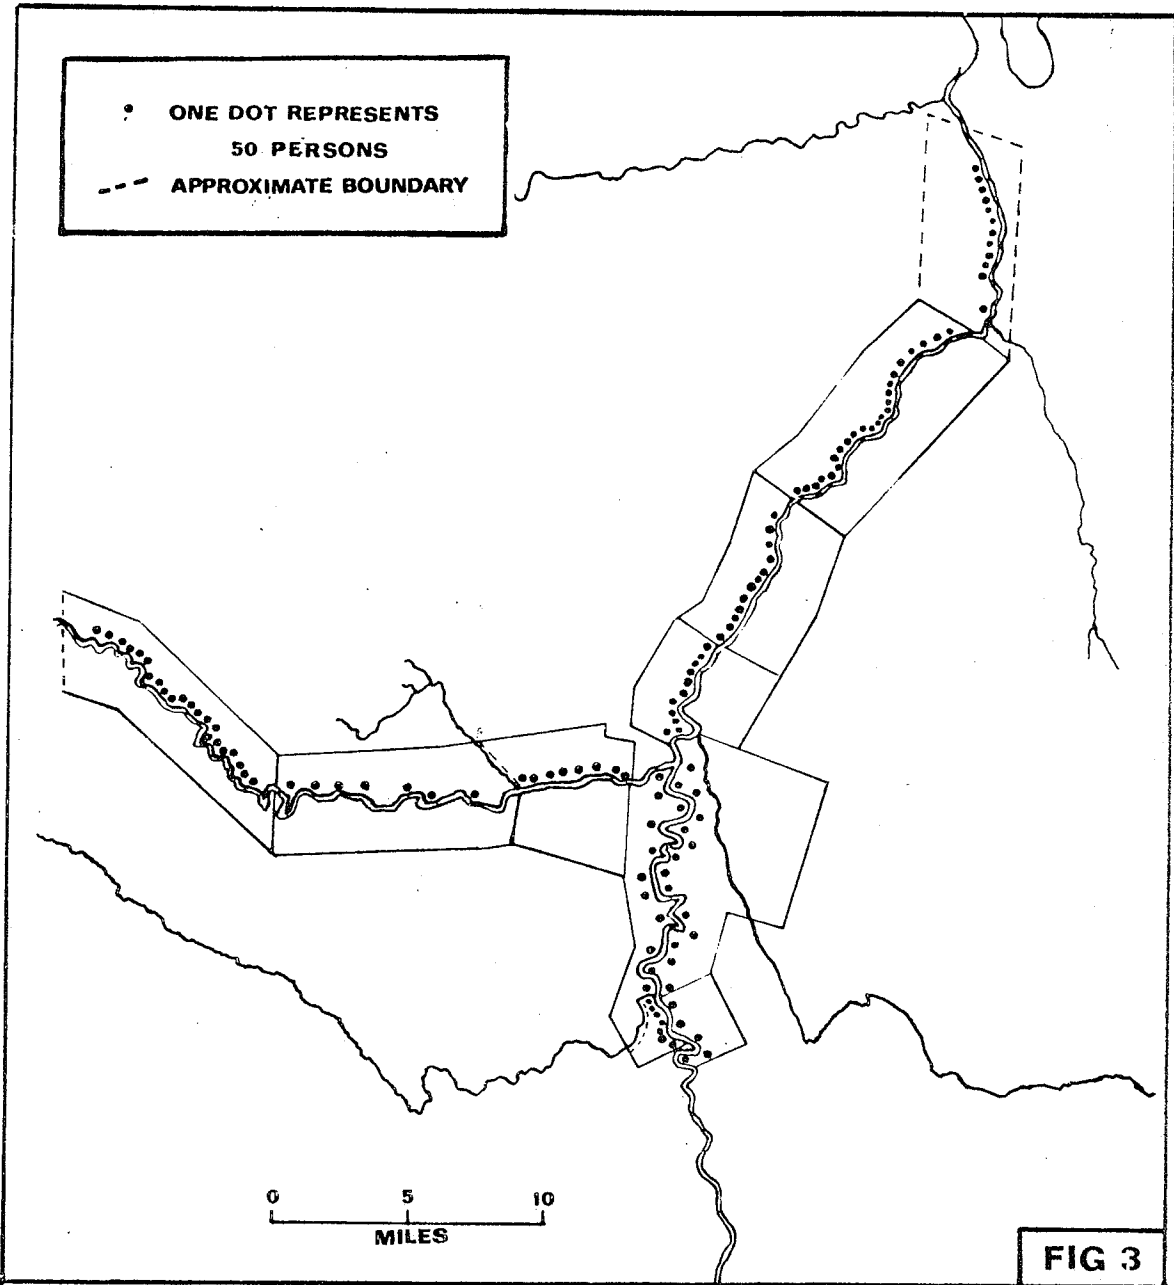 ONE DOT REPRESENTS
50 PERSONS
APPROXIMATE BOUNDARY
0 5 10
MILES
FIG 3